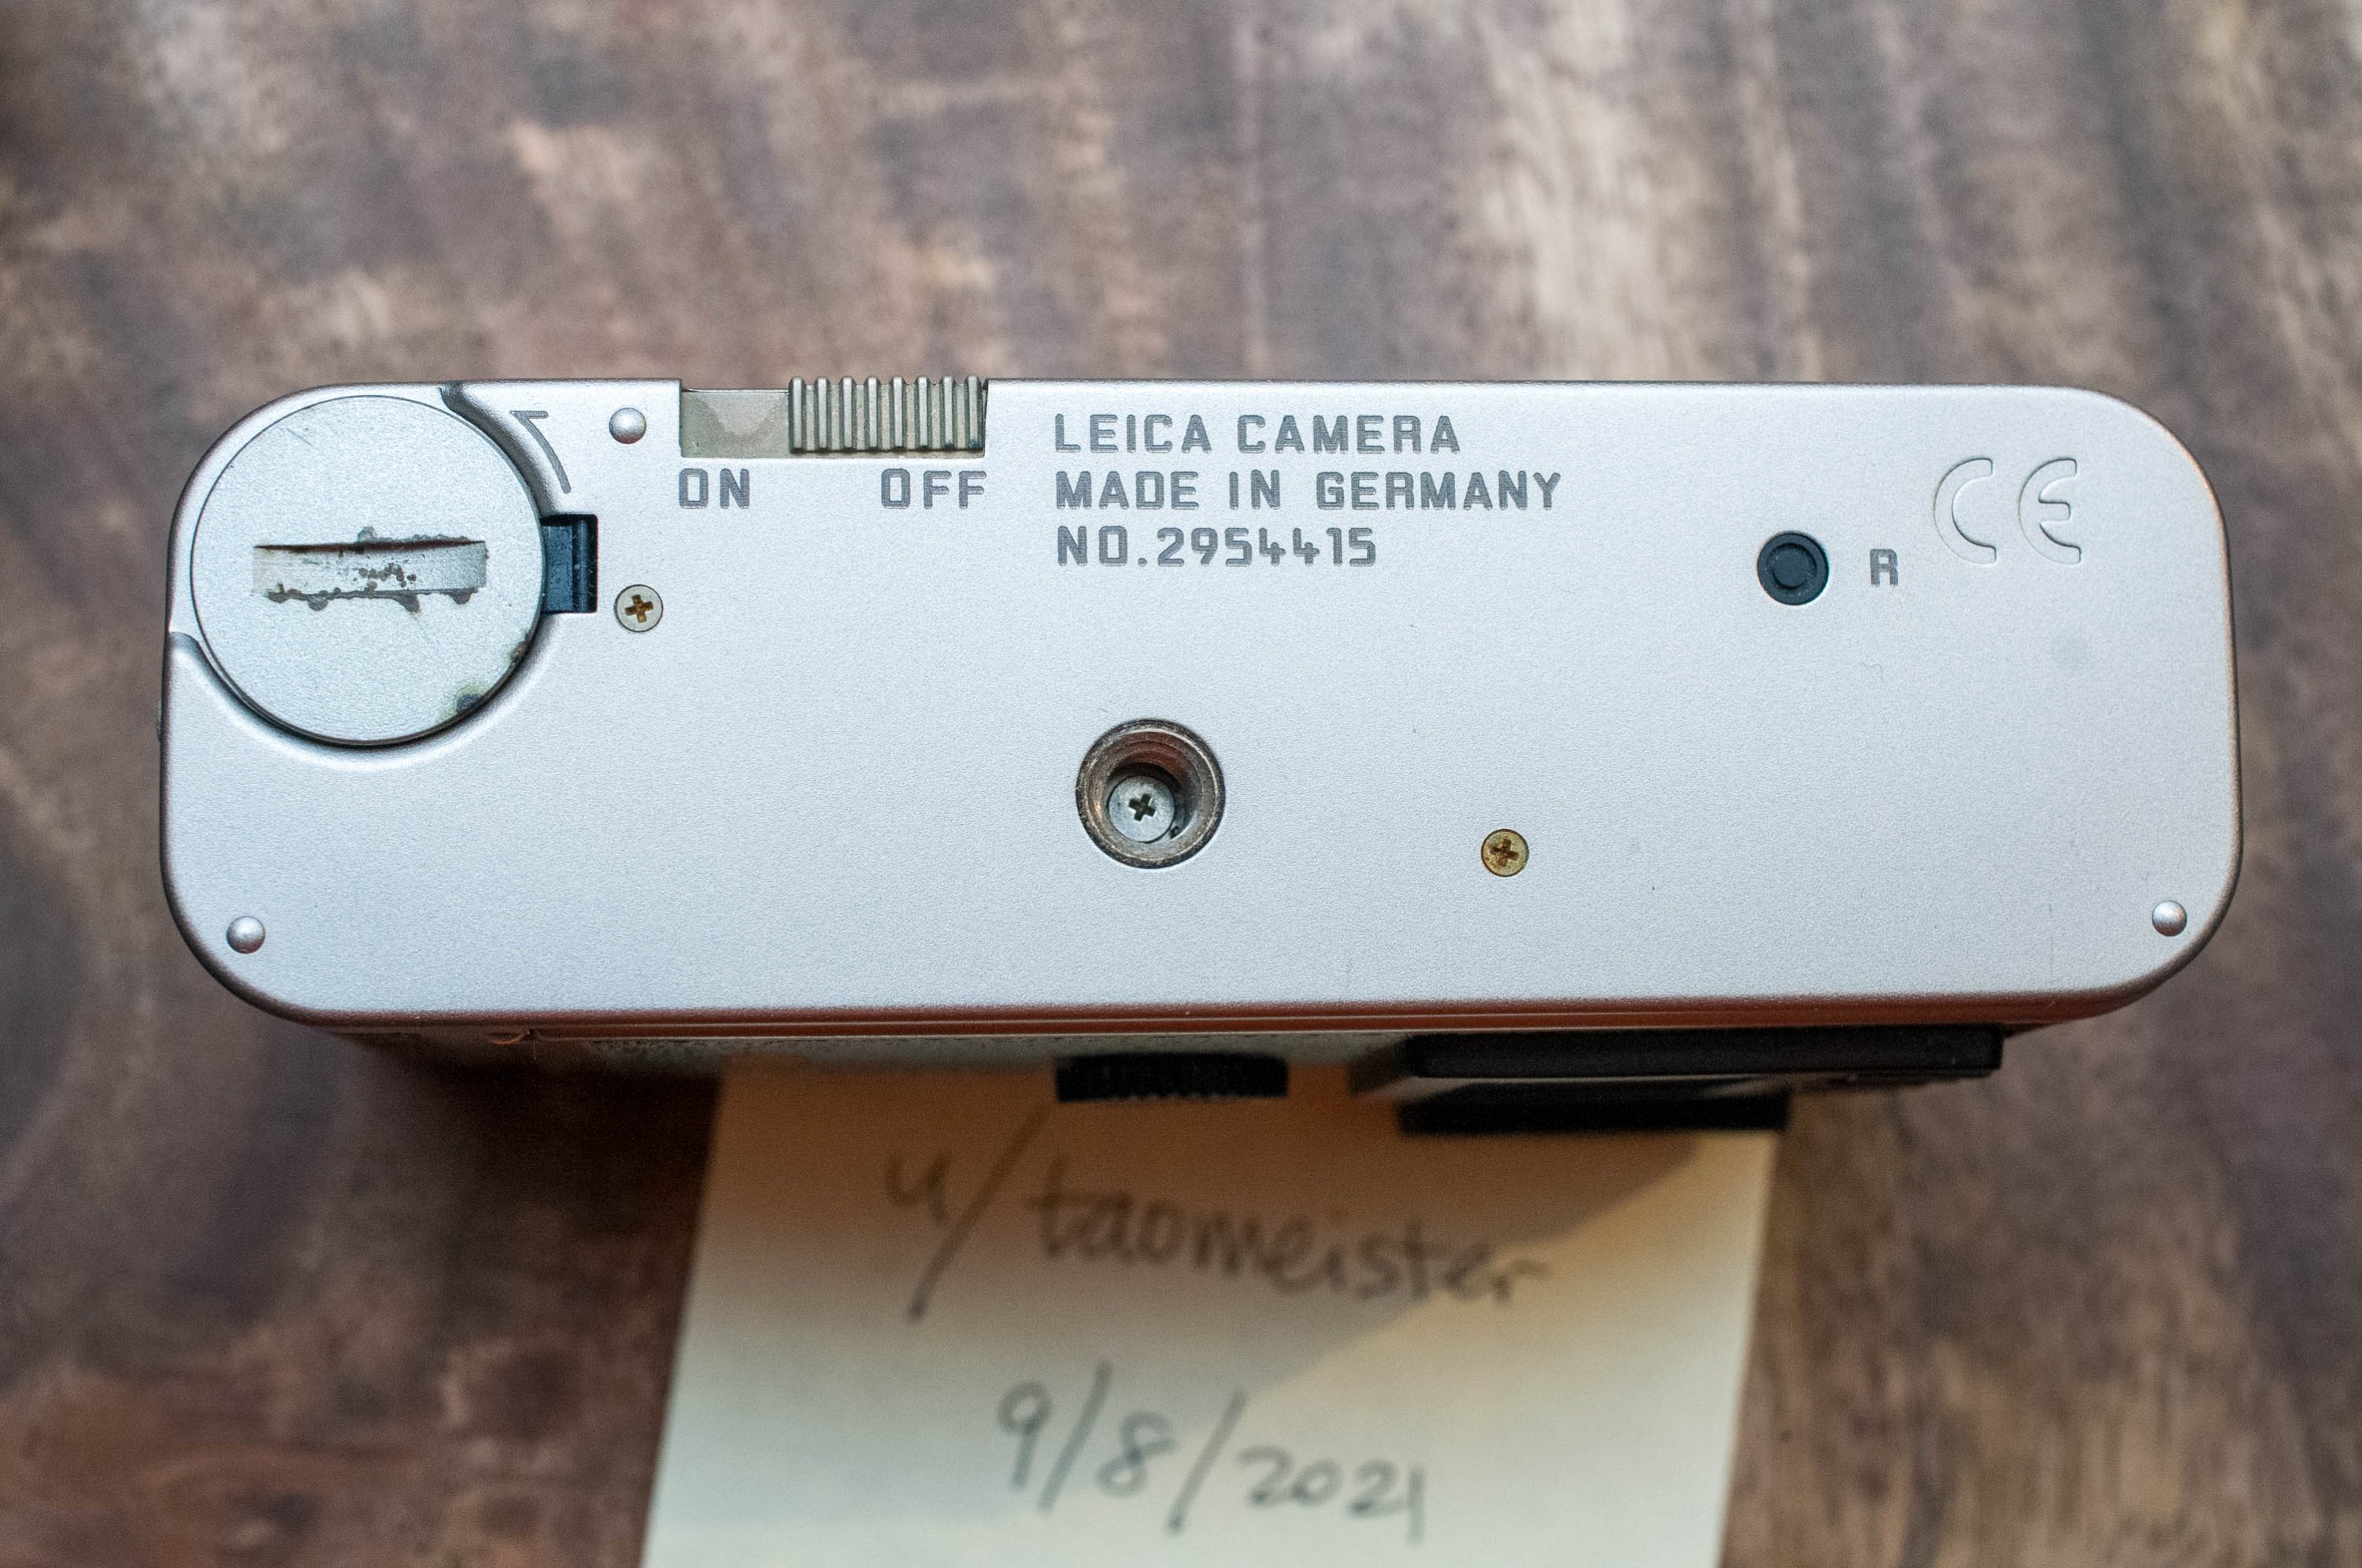 ON OFF
LEICA CAMERA
MADE IN GERMANY
NO.2954415
R
CE
u/taomeister
9/8/2021